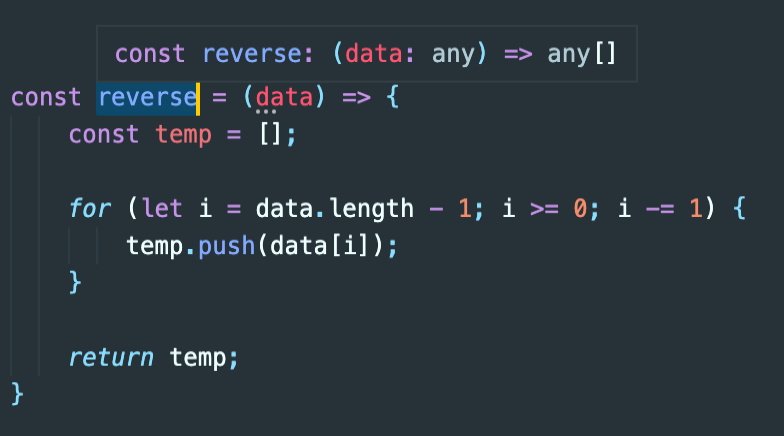 const reverse: (data: any) => any[]
const reverse = (data) => {
    const temp = [];
    for (let i = data.length - 1; i >= 0; i -= 1) {
        temp.push(data[i]);
    }
    return temp;
}